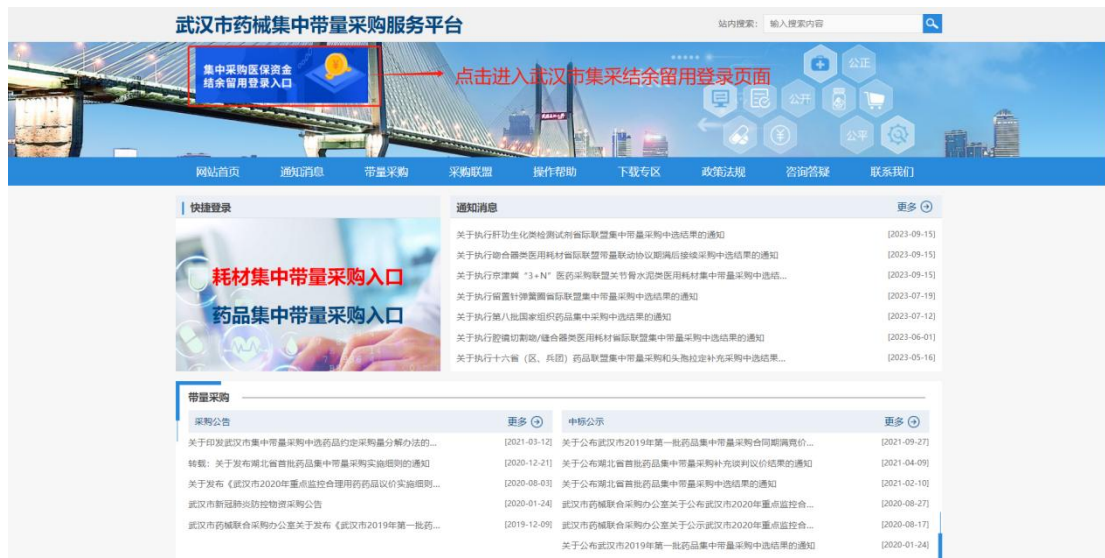 武汉市药械集中带量采购服务平台
站内搜索： 输入搜索内容
集中采购医保资金
结余留用登录入口
点击进入武汉市集采结余留用登录页面
公正
公开
公平
网站首页 通知消息 带量采购 采购联盟 操作帮助 下载专区 政策法规 咨询答疑 联系我们
快捷登录
耗材集中带量采购入口
药品集中带量采购入口
通知消息 更多
关于执行肝功生化类检测试剂省际联盟集中带量采购中选结果的通知 [2023-09-15]
关于执行吻合器类医用耗材省际联盟带量联动协议期满后接续采购中选结果的通知 [2023-09-15]
关于执行京津冀“3+N”医药采购联盟关节骨水泥类医用耗材集中带量采购中选结... [2023-09-15]
关于执行留置针弹簧圈省际联盟集中带量采购中选结果的通知 [2023-07-19]
关于执行第八批国家组织药品集中采购中选结果的通知 [2023-07-12]
关于执行腔镜切割吻/缝合器类医用耗材省际联盟集中带量采购中选结果的通知 [2023-06-01]
关于执行十六省（区、兵团）药品联盟集中带量采购和头孢拉定补充采购中选结果... [2023-05-16]
带量采购
采购公告 更多
关于印发武汉市集中带量采购中选药品约定采购量分解办法的... [2021-03-12]
转载：关于发布湖北省首批药品集中带量采购实施细则的通知 [2020-12-21]
关于发布《武汉市2020年重点监控合理用药药品议价实施细则... [2020-08-03]
武汉市新冠肺炎防控物资采购公告 [2020-01-24]
武汉市药械联合采购办公室关于发布《武汉市2019年第一批药... [2019-12-09]
中标公示 更多
关于公布武汉市2019年第一批药品集中带量采购合同期满竞价... [2021-09-27]
关于公布湖北省首批药品集中带量采购补充谈判议价结果的通知 [2021-04-09]
关于公布湖北省首批药品集中带量采购中选结果的通知 [2021-02-10]
武汉市药械联合采购办公室关于公布武汉市2020年重点监控合... [2020-08-27]
武汉市药械联合采购办公室关于公示武汉市2020年重点监控合... [2020-08-17]
关于公布武汉市2019年第一批药品集中带量采购中选结果的通知 [2020-01-24]